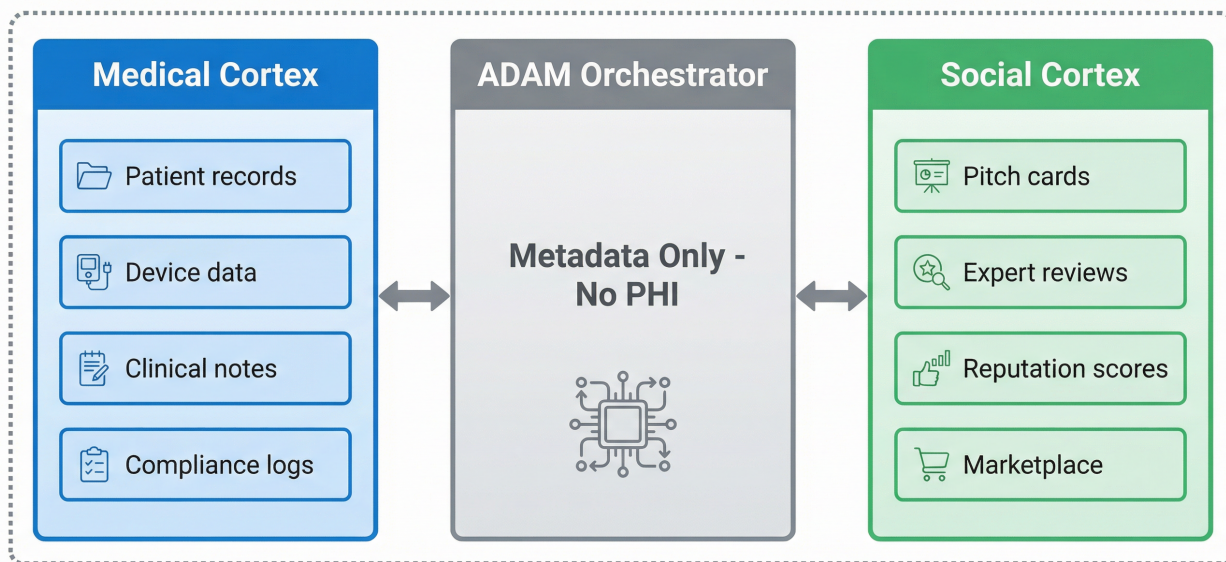 Medical Cortex
Patient records
Device data
Clinical notes
Compliance logs
ADAM Orchestrator
Metadata Only -
No PHI
Social Cortex
Pitch cards
Expert reviews
Reputation scores
Marketplace